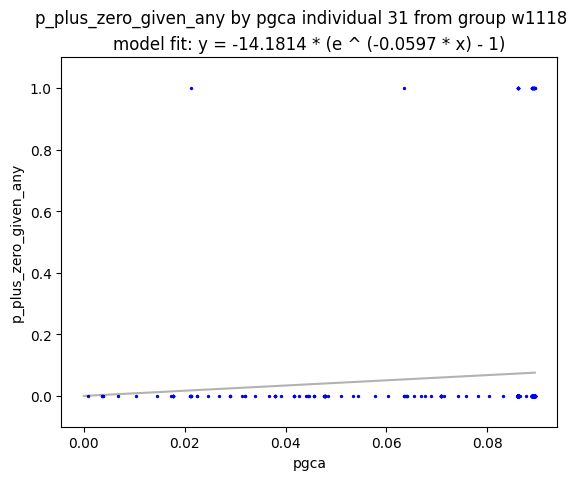 p_plus_zero_given_any by pgca individual 31 from group w1118
model fit: y = -14.1814 * (e ^ (-0.0597 * x) - 1)
1.0
0.8
0.6
0.4
0.2
0.0
p_plus_zero_given_any
0.00 0.02 0.04 0.06 0.08
pgca